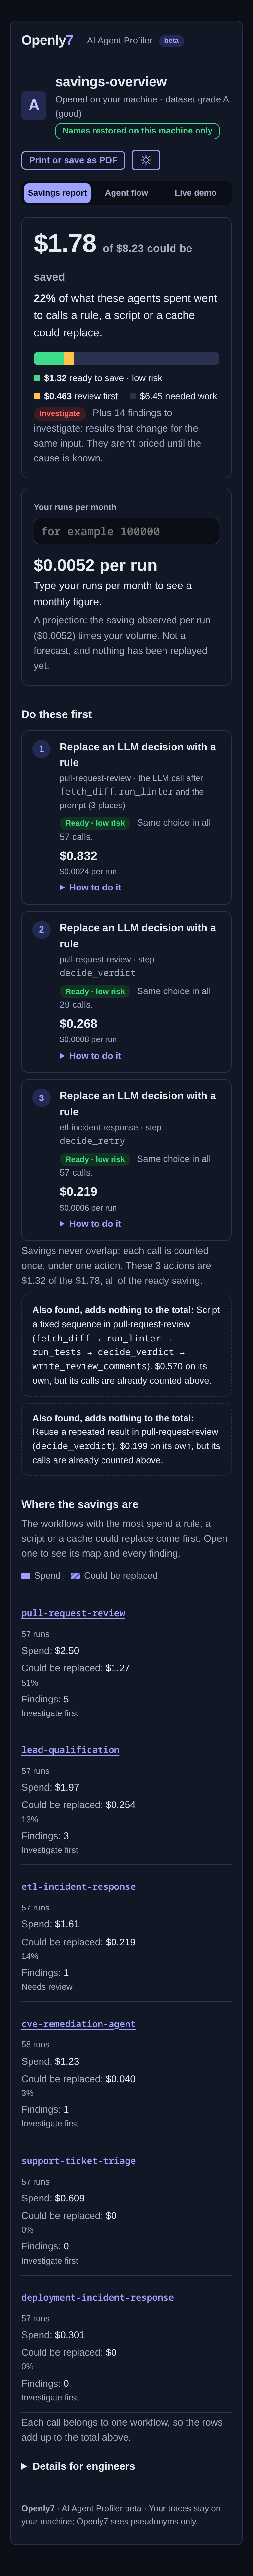 Openly7 AI Agent Profiler beta
savings-overview
A
Opened on your machine · dataset grade A
(good)
Names restored on this machine only
Print or save as PDF
Savings report Agent flow Live demo
$1.78 of $8.23 could be
saved
22% of what these agents spent went
to calls a rule, a script or a cache
could replace.
$1.32 ready to save · low risk
$0.463 review first $6.45 needed work
Investigate Plus 14 findings to
investigate: results that change for the
same input. They aren't priced until the
cause is known.
Your runs per month
for example 100000
$0.0052 per run
Type your runs per month to see a
monthly figure.
A projection: the saving observed per run
($0.0052) times your volume. Not a
forecast, and nothing has been replayed
yet.
Do these first
1
Replace an LLM decision with a
rule
pull-request-review · the LLM call after
fetch_diff, run_linter and the
prompt (3 places)
Ready · low risk Same choice in all
57 calls.
$0.832
$0.0024 per run
How to do it
2
Replace an LLM decision with a
rule
pull-request-review · step
decide_verdict
Ready · low risk Same choice in all
29 calls.
$0.268
$0.0008 per run
How to do it
3
Replace an LLM decision with a
rule
etl-incident-response · step
decide_retry
Ready · low risk Same choice in all
57 calls.
$0.219
$0.0006 per run
How to do it
Savings never overlap: each call is counted
once, under one action. These 3 actions are
$1.32 of the $1.78, all of the ready saving.
Also found, adds nothing to the total: Script
a fixed sequence in pull-request-review
(fetch_diff → run_linter →
run_tests → decide_verdict →
write_review_comments). $0.570 on its
own, but its calls are already counted above.
Also found, adds nothing to the total:
Reuse a repeated result in pull-request-review
(decide_verdict). $0.199 on its own, but its
calls are already counted above.
Where the savings are
The workflows with the most spend a rule, a
script or a cache could replace come first. Open
one to see its map and every finding.
Spend Could be replaced
pull-request-review
57 runs
Spend: $2.50
Could be replaced: $1.27
51%
Findings: 5
Investigate first
lead-qualification
57 runs
Spend: $1.97
Could be replaced: $0.254
13%
Findings: 3
Investigate first
etl-incident-response
57 runs
Spend: $1.61
Could be replaced: $0.219
14%
Findings: 1
Needs review
cve-remediation-agent
58 runs
Spend: $1.23
Could be replaced: $0.040
3%
Findings: 1
Investigate first
support-ticket-triage
57 runs
Spend: $0.609
Could be replaced: $0
0%
Findings: 0
Investigate first
deployment-incident-response
57 runs
Spend: $0.301
Could be replaced: $0
0%
Findings: 0
Investigate first
Each call belongs to one workflow, so the rows
add up to the total above.
Details for engineers
Openly7 · AI Agent Profiler beta · Your traces stay on
your machine; Openly7 sees pseudonyms only.